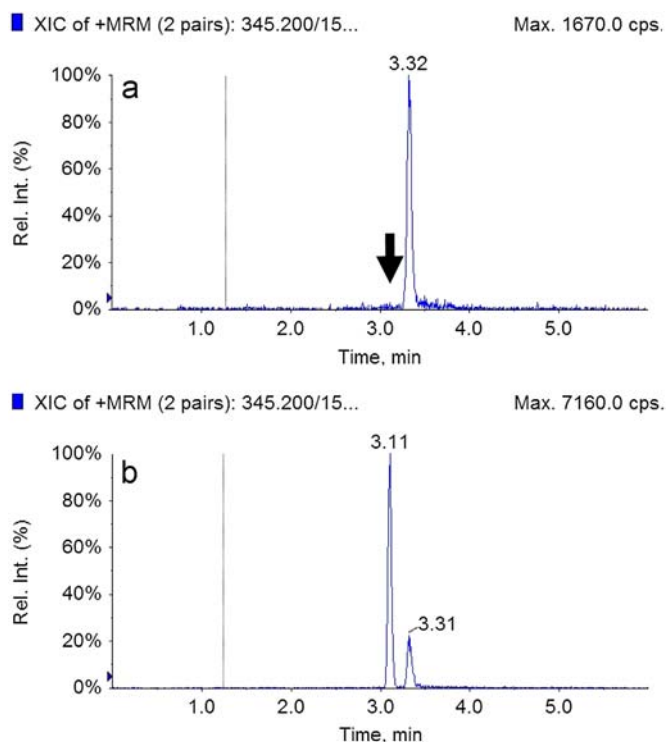 XIC of +MRM (2 pairs): 345.200/15... Max. 1670.0 cps.
3.32
a
100%
80%
60%
40%
20%
0%
Rel. Int. (%)
1.0 2.0 3.0 4.0 5.0
Time, min
XIC of +MRM (2 pairs): 345.200/15... Max. 7160.0 cps.
3.11
b
100%
80%
60%
40%
20%
0%
3.31
Rel. Int. (%)
1.0 2.0 3.0 4.0 5.0
Time, min